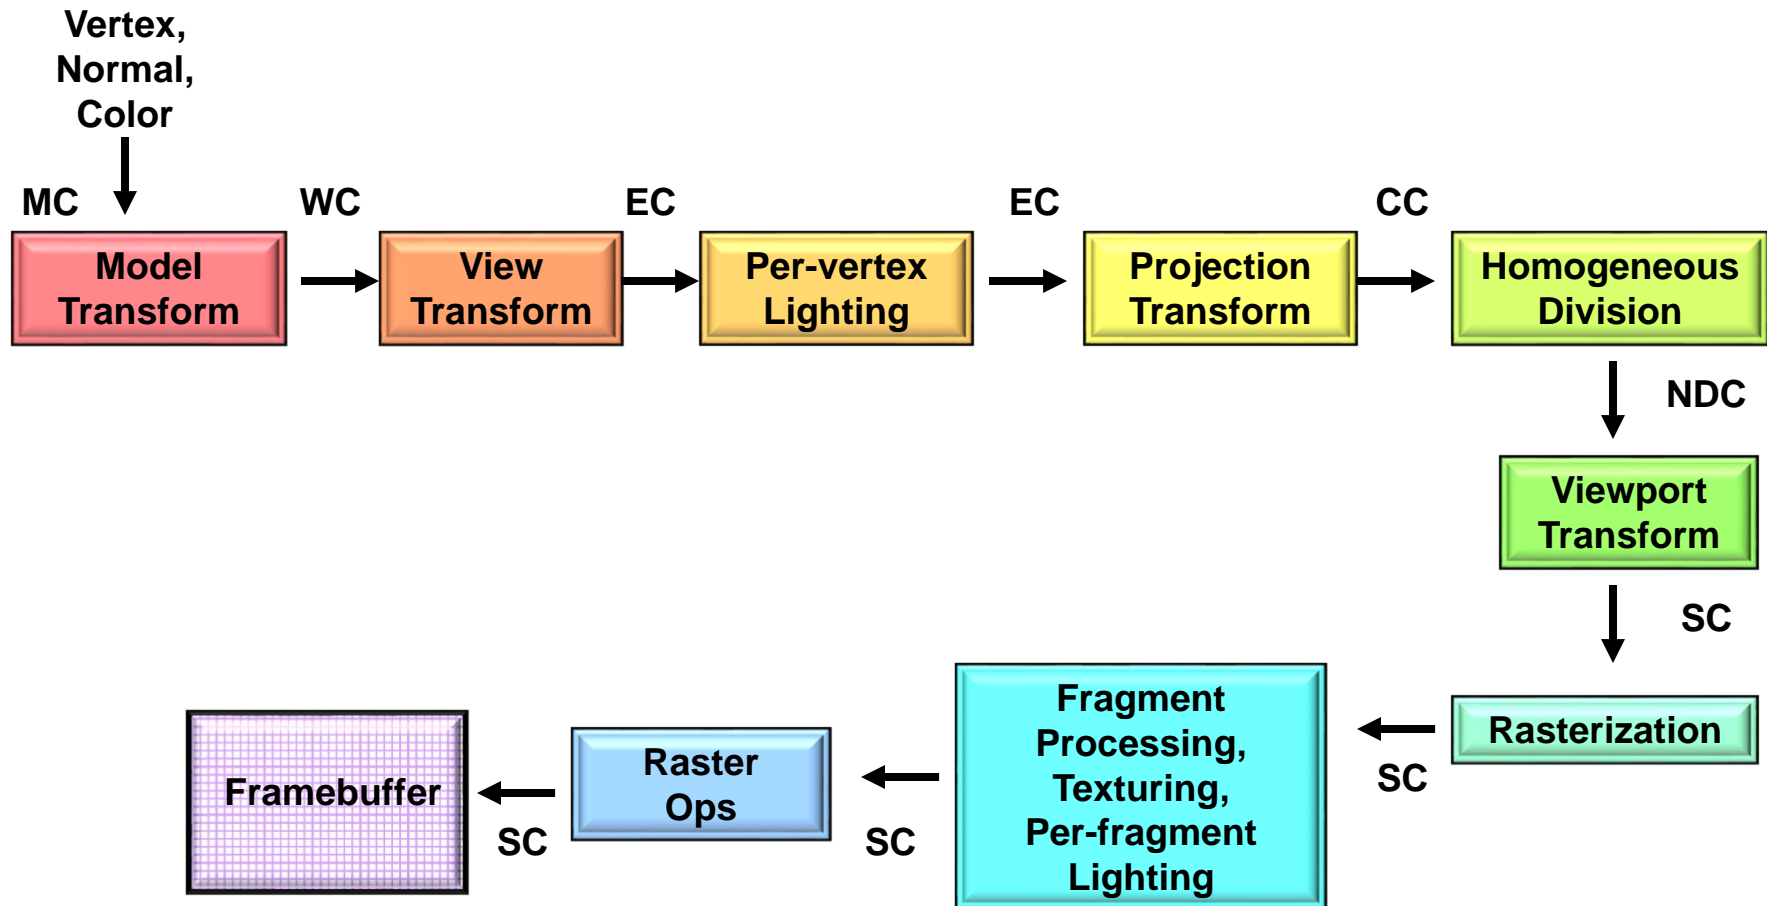 Vertex,
Normal,
Color
MC
WC
EC
EC
CC
Model
Transform
View
Transform
Per-vertex
Lighting
Projection
Transform
Homogeneous
Division
NDC
Viewport
Transform
SC
Rasterization
SC
Fragment
Processing,
Texturing,
Per-fragment
Lighting
SC
Raster
Ops
SC
Framebuffer